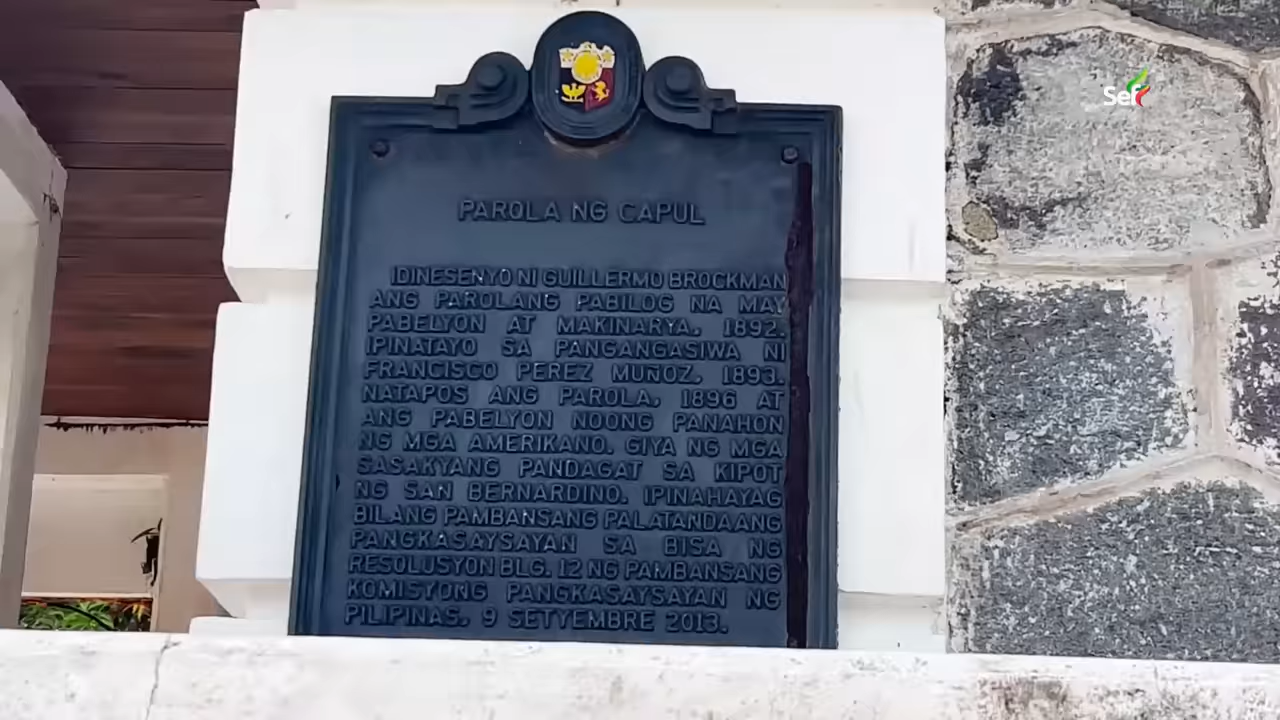 Sef
PAROLA NG CAPUL
IDINESENYO NI GUILLERMO BROCKMAN
ANG PAROLANG PABILOG NA MAY
PABELYON AT MAKINARYA, 1892.
IPINATAYO SA PANGANGASIWA NI
FRANCISCO PEREZ MUÑOZ, 1893.
NATAPOS ANG PAROLA, 1896 AT
ANG PABELYON NOONG PANAHON
NG MGA AMERIKANO. GIYA NG MGA
SASAKYANG PANDAGAT SA KIPOT
NG SAN BERNARDINO. IPINAHAYAG
BILANG PAMBANSANG PALATANDAANG
PANGKASAYSAYAN SA BISA NG
RESOLUSYON BLG. 12 NG PAMBANSANG
KOMISYONG PANGKASAYSAYAN NG
PILIPINAS, 9 SETYEMBRE 2013.